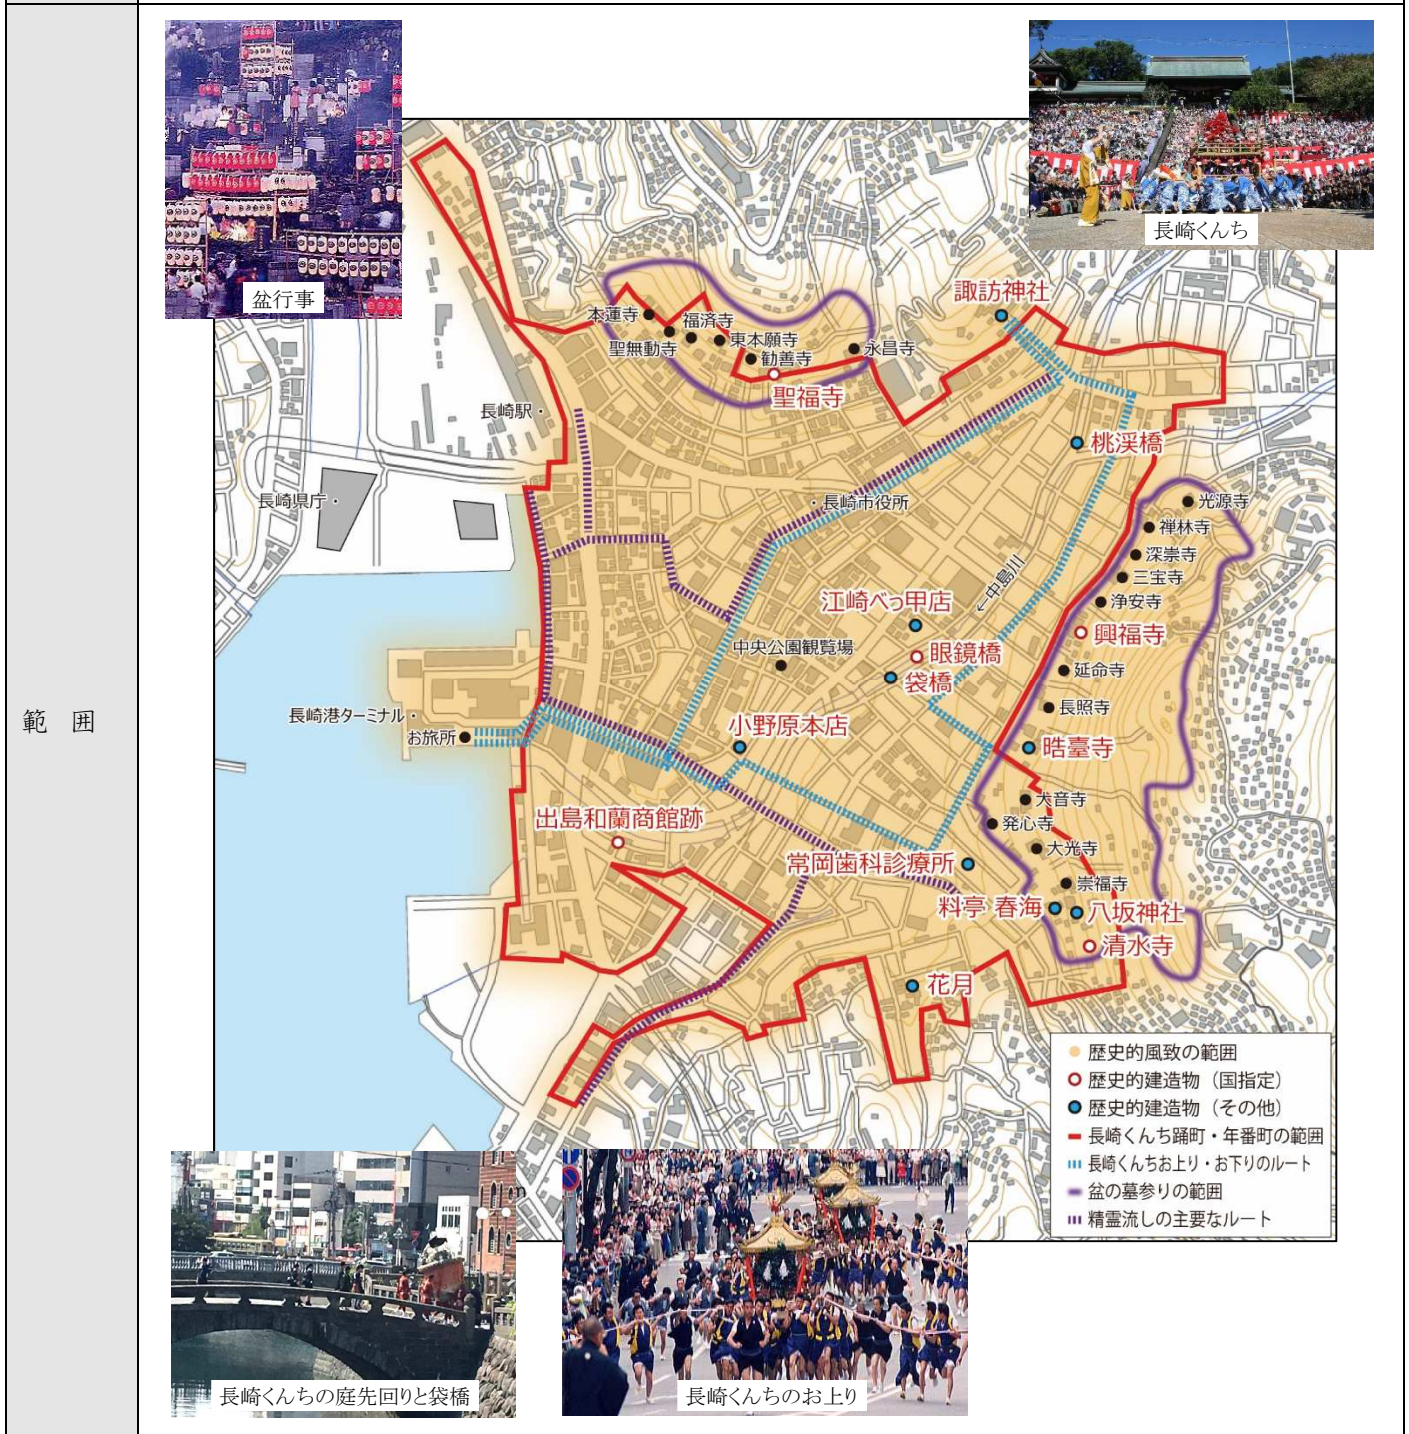 範 囲
盆行事
長崎くんち
諏訪神社
本蓮寺
福済寺
聖無動寺
東本願寺
勧善寺
永昌寺
聖福寺
長崎駅
桃渓橋
長崎県庁
長崎市役所
光源寺
禅林寺
深崇寺
三宝寺
浄安寺
←中島川
江崎べっ甲店
興福寺
眼鏡橋
中央公園観覧場
袋橋
延命寺
長照寺
長崎港ターミナル
お旅所
小野原本店
晧臺寺
大音寺
発心寺
出島和蘭商館跡
大光寺
常岡歯科診療所
崇福寺
料亭 春海
八坂神社
清水寺
花月
歴史的風致の範囲
歴史的建造物（国指定）
歴史的建造物（その他）
長崎くんち踊町・年番町の範囲
長崎くんちお上り・お下りのルート
盆の墓参りの範囲
精霊流しの主要なルート
m
長崎くんちの庭先回りと袋橋
長崎くんちのお上り